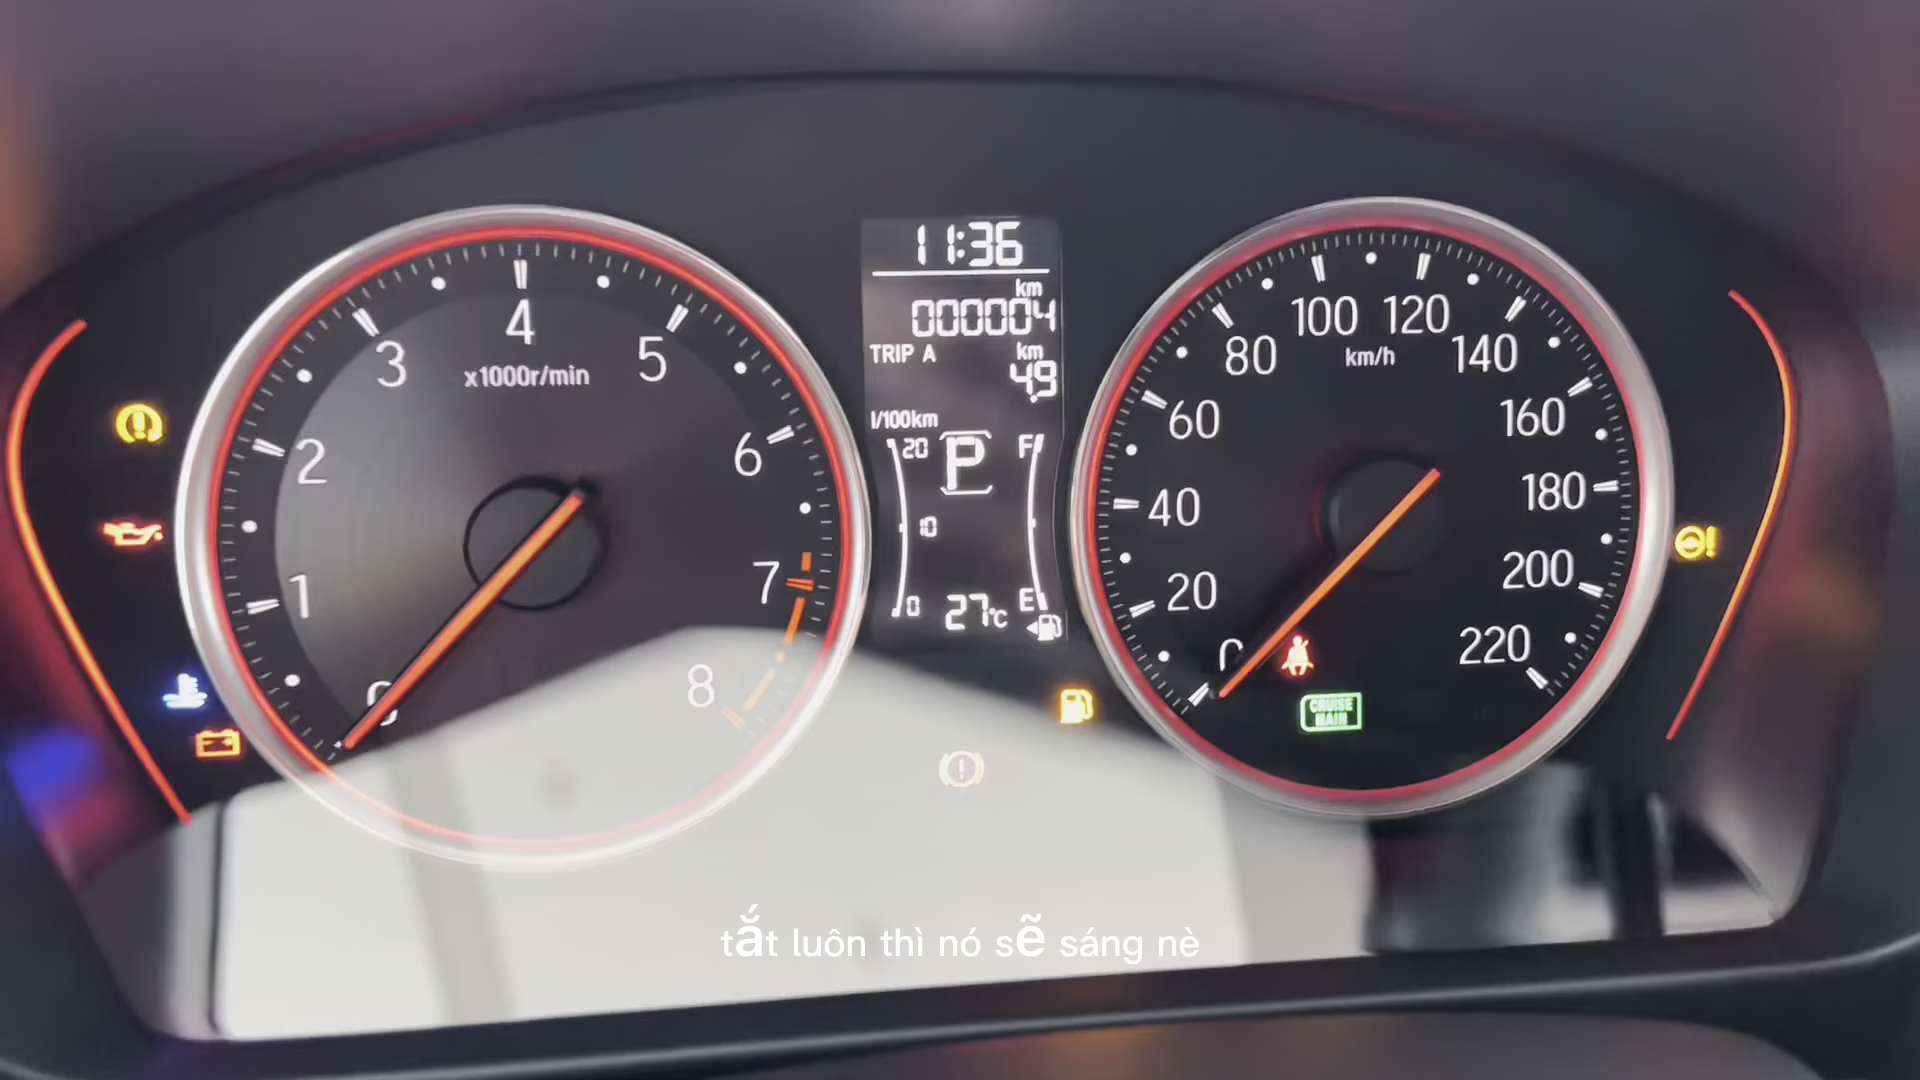 11:36
km
000004
TRIP A
km
4.9
l/100km
20
P
F
10
0
27°C
E
4
3
5
x1000r/min
2
6
1
7
0
8
100
120
80
km/h
140
60
160
40
180
20
200
0
220
CRUISE
MAIN
tắt luôn thì nó sẽ sáng nè